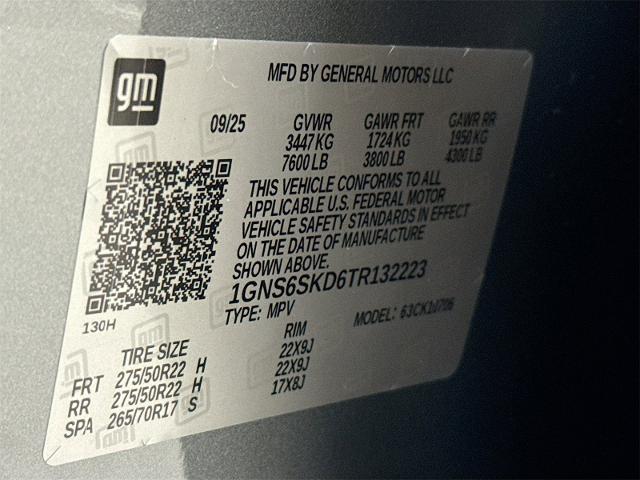 gm
MFD BY GENERAL MOTORS LLC
09/25 GVWR GAWR FRT GAWR RR
3447 KG 1724 KG 1950 KG
7600 LB 3800 LB 4300 LB
THIS VEHICLE CONFORMS TO ALL
APPLICABLE U.S. FEDERAL MOTOR
VEHICLE SAFETY STANDARDS IN EFFECT
ON THE DATE OF MANUFACTURE
SHOWN ABOVE.
1GNS6SKD6TR132223
TYPE: MPV MODEL: 63CK10706
130H
TIRE SIZE RIM
FRT 275/50R22 H 22X9J
RR 275/50R22 H 22X9J
SPA 265/70R17 S 17X8J